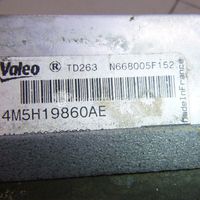 Valeo ® TD263 N668005F152
4M5H19860AE
Made in France